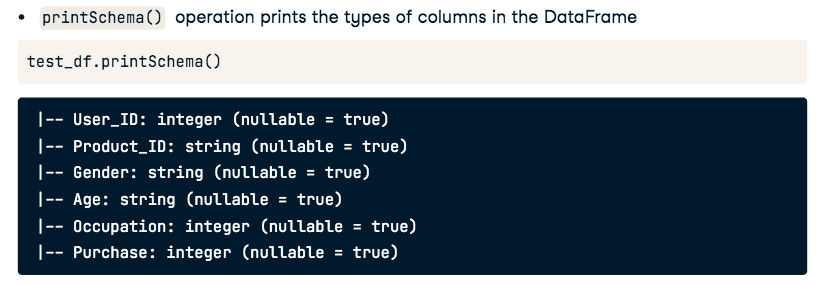 • printSchema() operation prints the types of columns in the DataFrame
test_df.printSchema()
|-- User_ID: integer (nullable = true)
|-- Product_ID: string (nullable = true)
|-- Gender: string (nullable = true)
|-- Age: string (nullable = true)
|-- Occupation: integer (nullable = true)
|-- Purchase: integer (nullable = true)